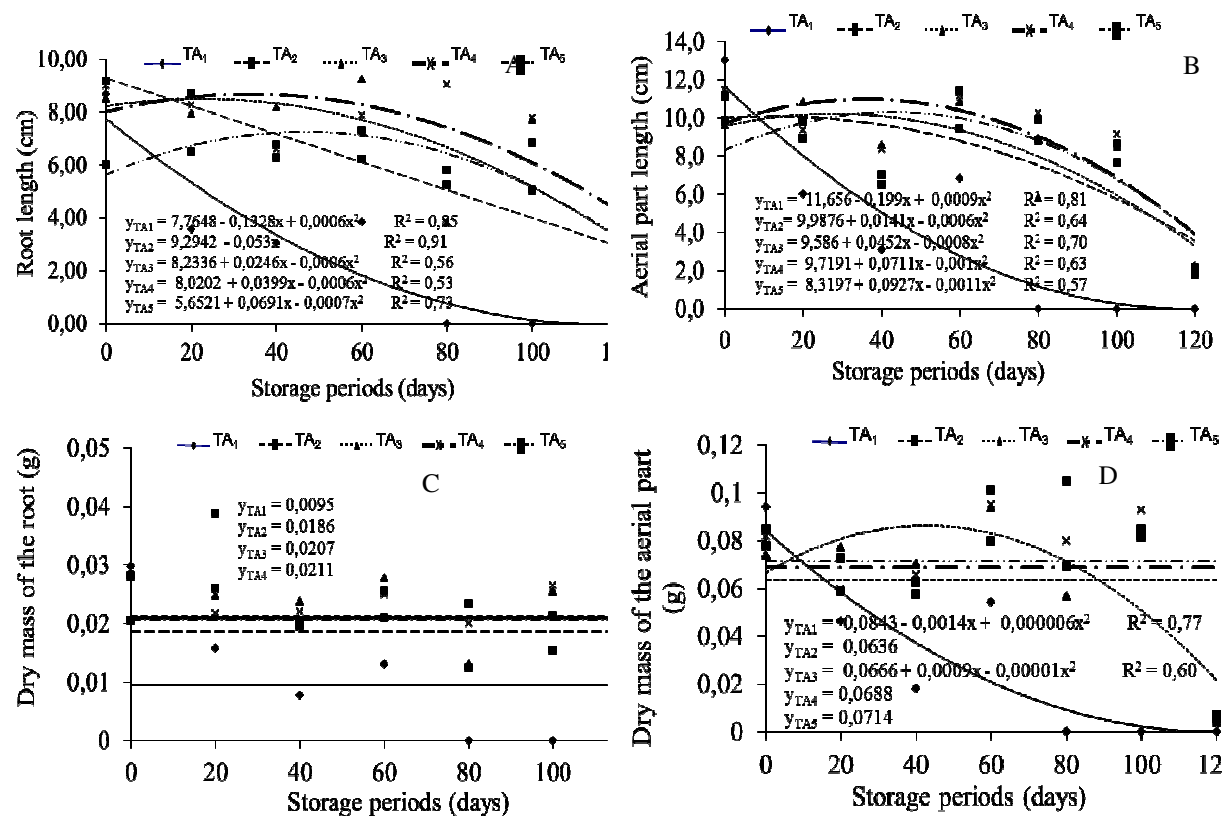 TA1 TA2 TA3 TA4 TA5
A
10,00
8,00
6,00
4,00
2,00
0,00
Root length (cm)
yTA1 = 7,7648 - 0,1328x + 0,0006x² R² = 0,85
yTA2 = 9,2942 - 0,053x R² = 0,91
yTA3 = 8,2336 + 0,0246x - 0,0006x² R² = 0,56
yTA4 = 8,0202 + 0,0399x - 0,0006x² R² = 0,53
yTA5 = 5,6521 + 0,0691x - 0,0007x² R² = 0,73
0 20 40 60 80 100 1
Storage periods (days)
TA1 TA2 TA3 TA4 TA5
B
14,0
12,0
10,0
8,0
6,0
4,0
2,0
0,0
Aerial part length (cm)
yTA1 = 11,656 - 0,199x + 0,0009x² R² = 0,81
yTA2 = 9,9876 + 0,0141x - 0,0006x² R² = 0,64
yTA3 = 9,586 + 0,0452x - 0,0008x² R² = 0,70
yTA4 = 9,7191 + 0,0711x - 0,001x² R² = 0,63
yTA5 = 8,3197 + 0,0927x - 0,0011x² R² = 0,57
0 20 40 60 80 100 120
Storage periods (days)
TA1 TA2 TA3 TA4 TA5
C
0,05
0,04
0,03
0,02
0,01
0
Dry mass of the root (g)
yTA1 = 0,0095
yTA2 = 0,0186
yTA3 = 0,0207
yTA4 = 0,0211
0 20 40 60 80 100
Storage periods (days)
TA1 TA2 TA3 TA4 TA5
D
0,12
0,1
0,08
0,06
0,04
0,02
0
Dry mass of the aerial part
(g)
yTA1 = 0,0843 - 0,0014x + 0,000006x² R² = 0,77
yTA2 = 0,0636
yTA3 = 0,0666 + 0,0009x - 0,00001x² R² = 0,60
yTA4 = 0,0688
yTA5 = 0,0714
0 20 40 60 80 100 120
Storage periods (days)